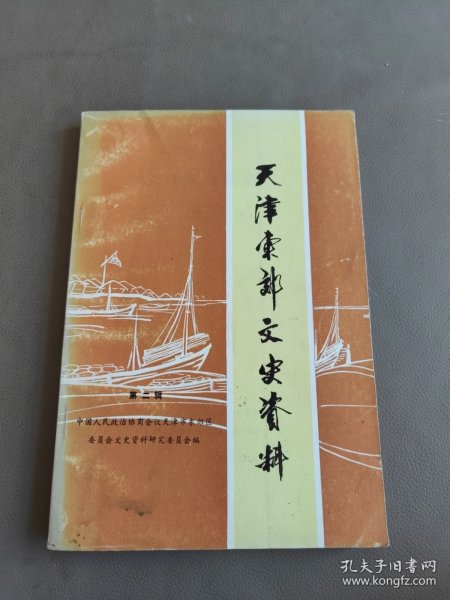 天津东郊文史资料
第二辑
中国人民政治协商会议天津市东郊区
委员会文史资料研究委员会编
孔夫子旧书网
www.kongfz.com